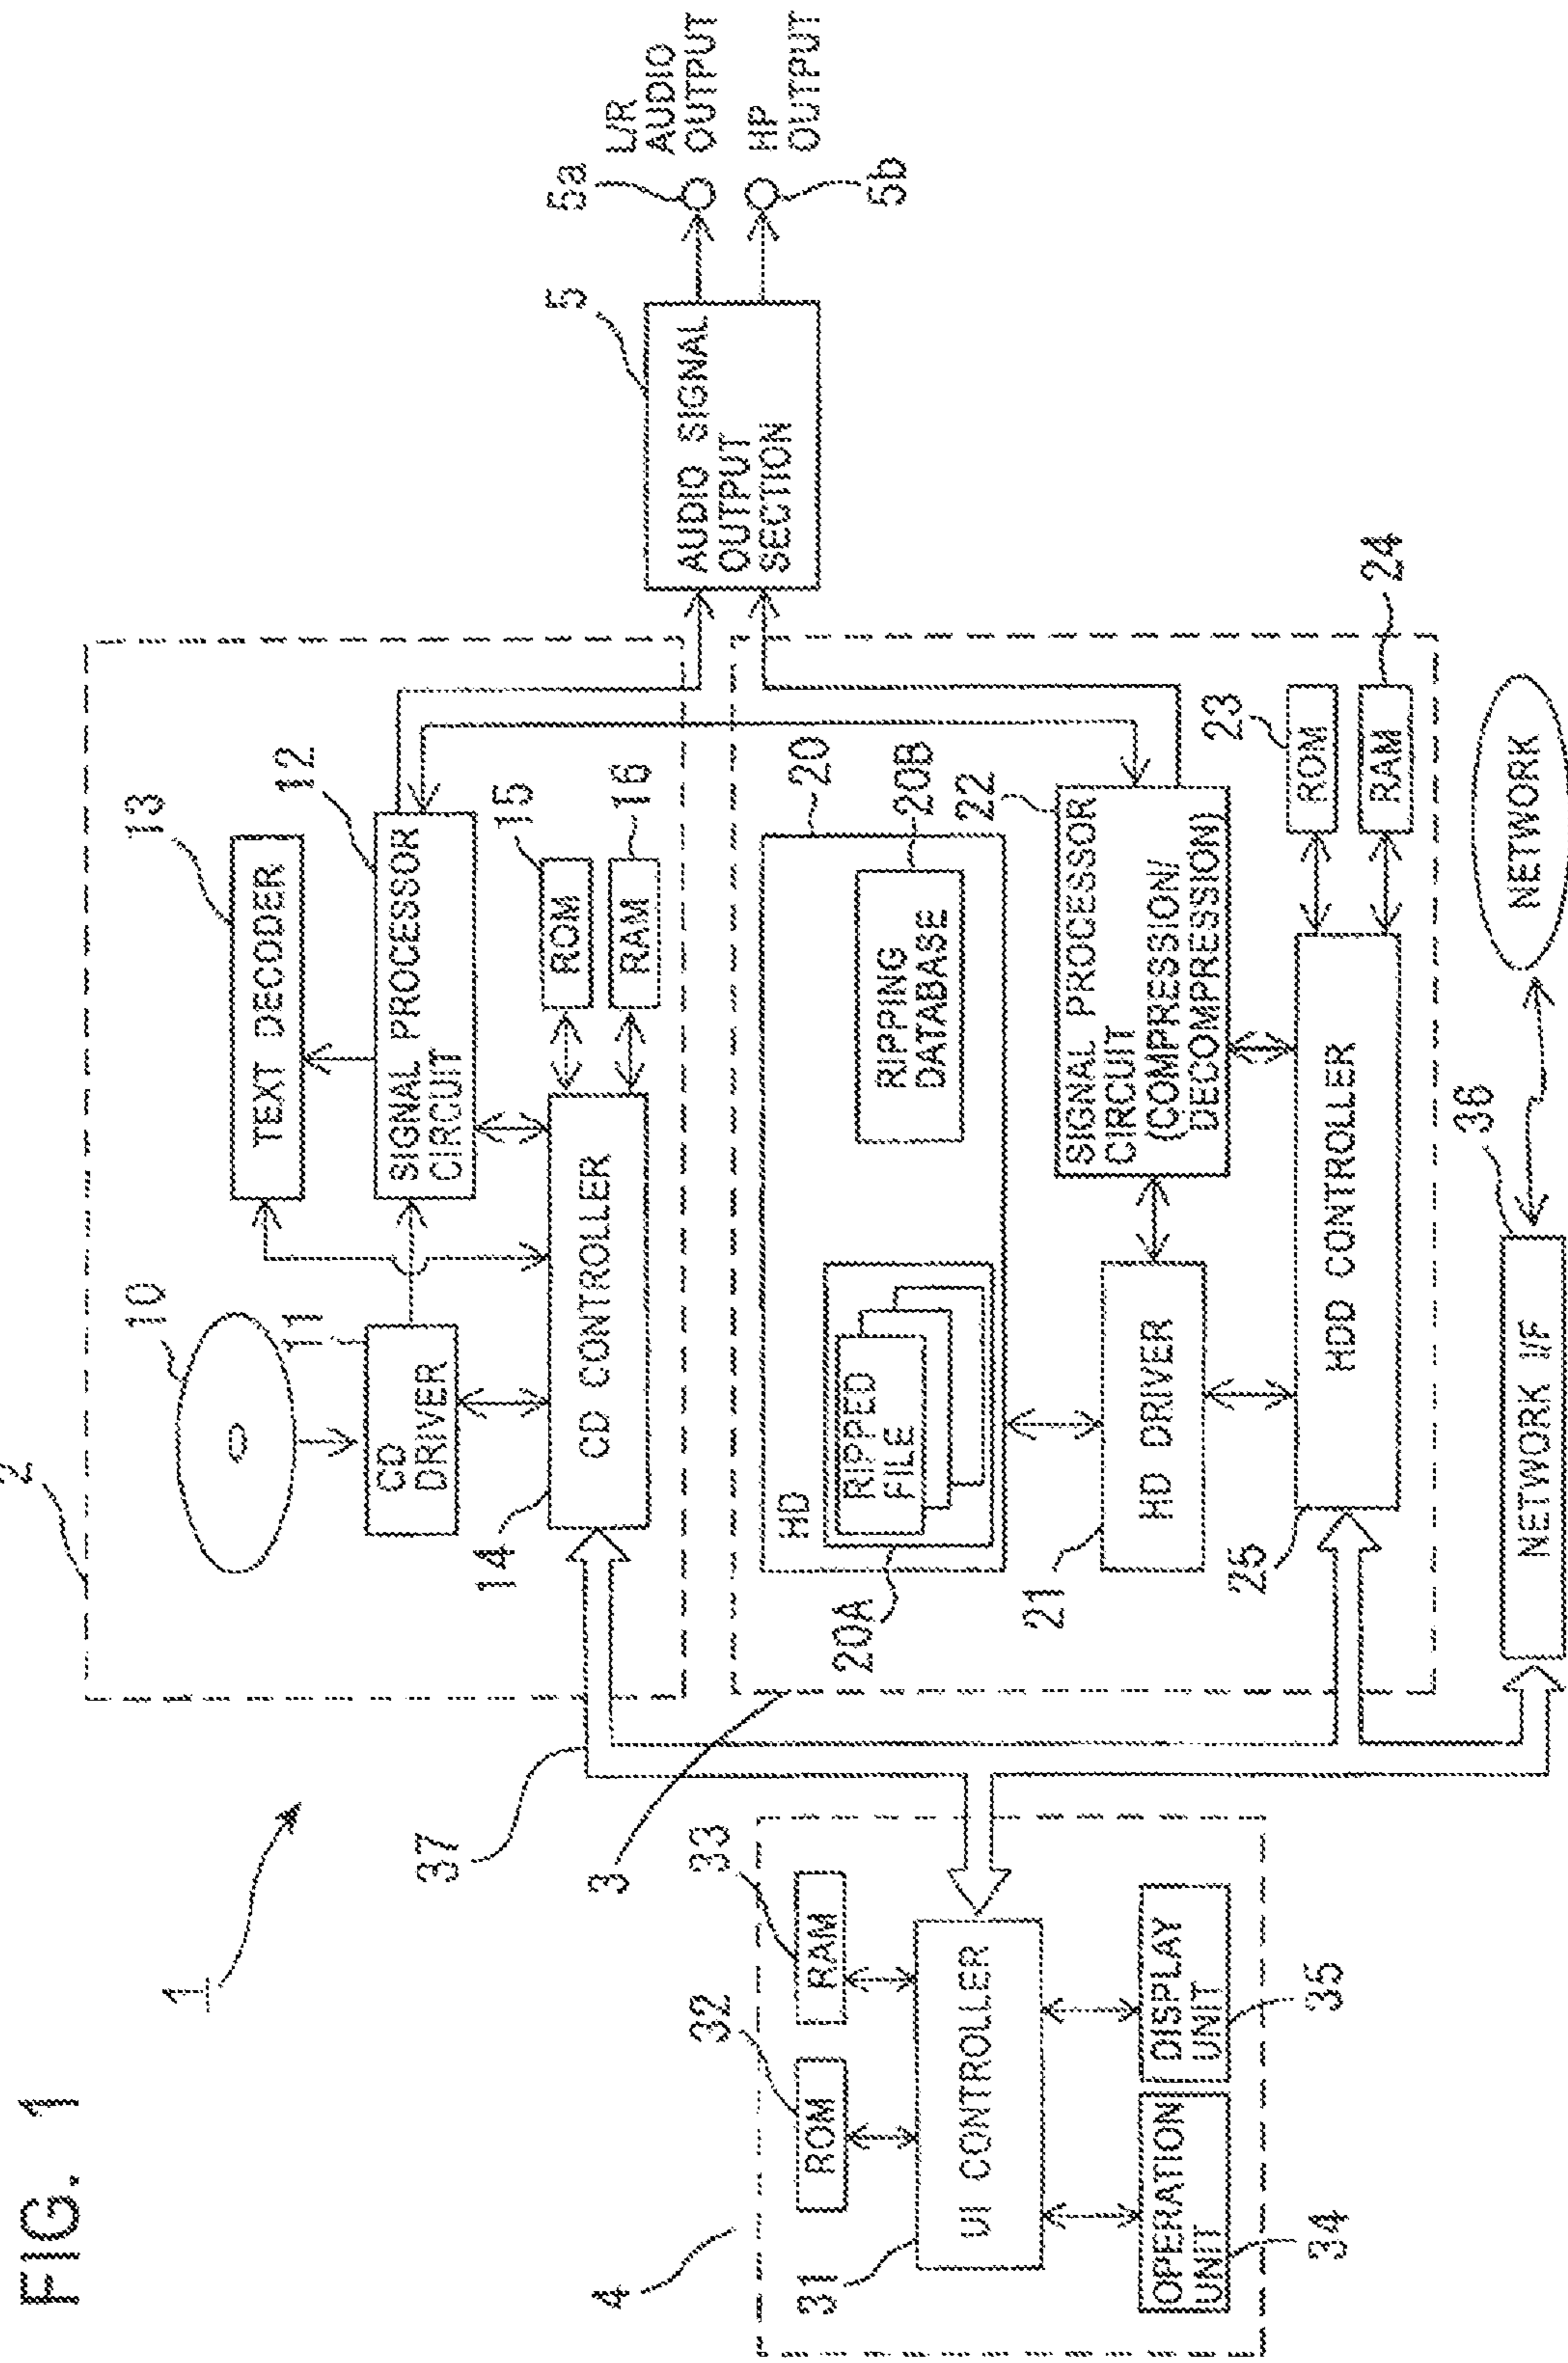 FIG. 1
1
2
10
11
CD
DRIVER
13
TEXT DECODER
12
SIGNAL PROCESSOR
CIRCUIT
14
CD CONTROLLER
15
ROM
16
RAM
37
3
20
HD
20A
RIPPED
FILE
20B
RIPPING
DATABASE
21
HD DRIVER
22
SIGNAL PROCESSOR
CIRCUIT
(COMPRESSION/
DECOMPRESSION)
23
ROM
24
RAM
25
HDD CONTROLLER
4
32
ROM
33
RAM
31
UI CONTROLLER
OPERATION
UNIT
34
DISPLAY
UNIT
35
36
NETWORK I/F
NETWORK
5
AUDIO SIGNAL
OUTPUT
SECTION
5a
L/R
AUDIO
OUTPUT
5b
HP
OUTPUT